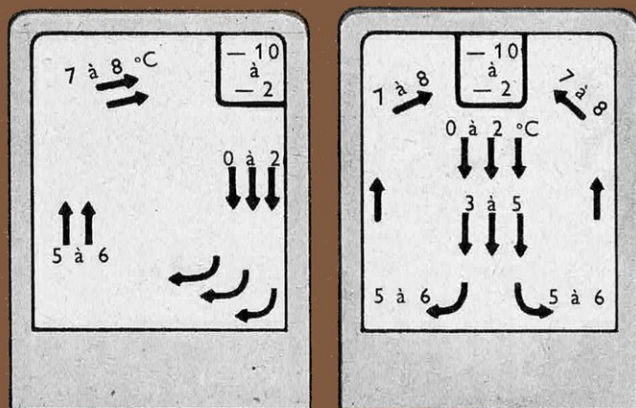 7 à 8 °C
— 10
à
— 2
0 à 2
5 à 6
— 10
à
— 2
7 à 8
7 à 8
0 à 2 °C
3 à 5
5 à 6
5 à 6